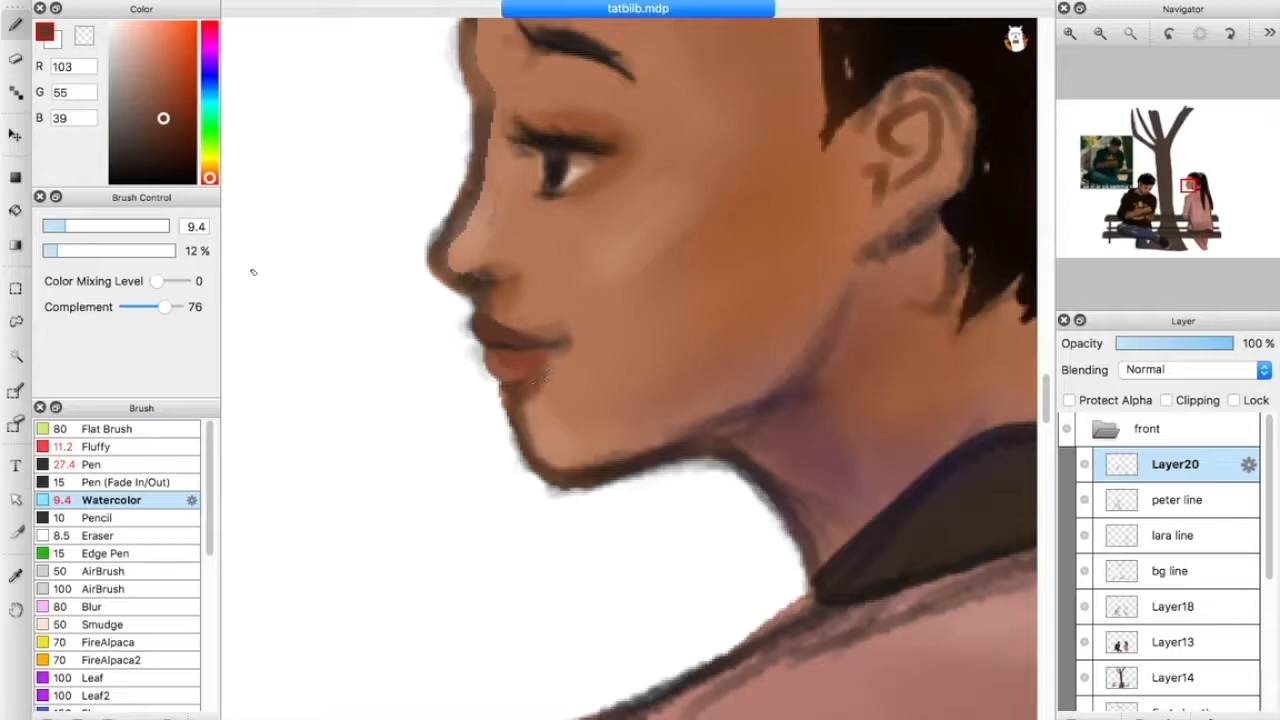 Color
tatbilb.mdp
Navigator
R 103
G 55
B 39
Brush Control
9.4
12 %
Color Mixing Level 0
Complement 76
Brush
80 Flat Brush
11.2 Fluffy
27.4 Pen
15 Pen (Fade In/Out)
9.4 Watercolor
10 Pencil
8.5 Eraser
15 Edge Pen
50 AirBrush
100 AirBrush
80 Blur
50 Smudge
70 FireAlpaca
70 FireAlpaca2
100 Leaf
100 Leaf2
T
Layer
Opacity 100 %
Blending Normal
Protect Alpha Clipping Lock
front
Layer20
peter line
lara line
bg line
Layer18
Layer13
Layer14